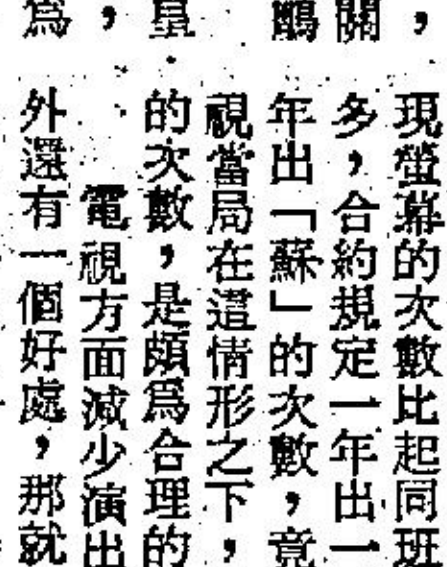 ，
關
星
，
爲
現螢幕的次數比起同班
多，合約規定一年出一
年出「蘇」的次數，竟
視當局在這情形之下，
的次數，是頗爲合理的
電視方面減少演出
外還有一個好處，那就